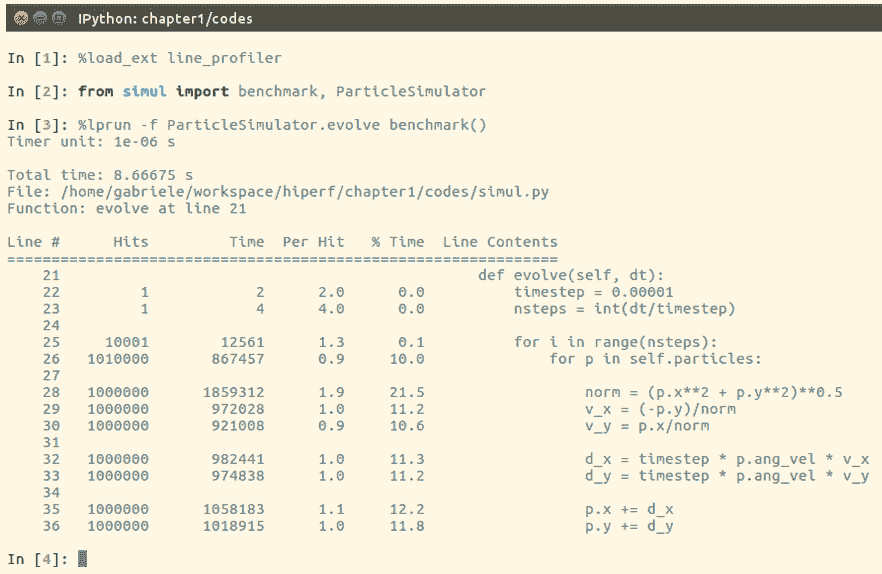 IPython: chapter1/codes
In [1]: %load_ext line_profiler
In [2]: from simul import benchmark, ParticleSimulator
In [3]: %lprun -f ParticleSimulator.evolve benchmark()
Timer unit: 1e-06 s
Total time: 8.66675 s
File: /home/gabriele/workspace/hiperf/chapter1/codes/simul.py
Function: evolve at line 21
Line #      Hits         Time  Per Hit   % Time  Line Contents
==============================================================
    21                                               def evolve(self, dt):
    22         1            2      2.0      0.0          timestep = 0.00001
    23         1            4      4.0      0.0          nsteps = int(dt/timestep)
    24
    25     10001        12561      1.3      0.1          for i in range(nsteps):
    26   1010000       867457      0.9     10.0              for p in self.particles:
    27
    28   1000000      1859312      1.9     21.5                  norm = (p.x**2 + p.y**2)**0.5
    29   1000000       972028      1.0     11.2                  v_x = (-p.y)/norm
    30   1000000       921008      0.9     10.6                  v_y = p.x/norm
    31
    32   1000000       982441      1.0     11.3                  d_x = timestep * p.ang_vel * v_x
    33   1000000       974838      1.0     11.2                  d_y = timestep * p.ang_vel * v_y
    34
    35   1000000      1058183      1.1     12.2                  p.x += d_x
    36   1000000      1018915      1.0     11.8                  p.y += d_y
In [4]: